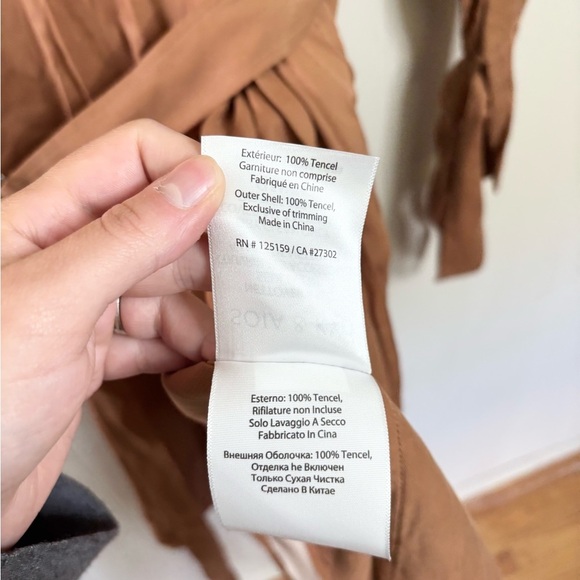 Extérieur: 100% Tencel
Garniture non comprise
Fabriqué en Chine
Outer Shell: 100% Tencel,
Exclusive of trimming
Made in China
RN # 125159 / CA #27302
Esterno: 100% Tencel,
Rifilature non Incluse
Solo Lavaggio A Secco
Fabbricato In Cina
Внешная Оболочка: 100% Tencel,
Отделка hе Включен
Только Сухая Чистка
Сделано В Китае